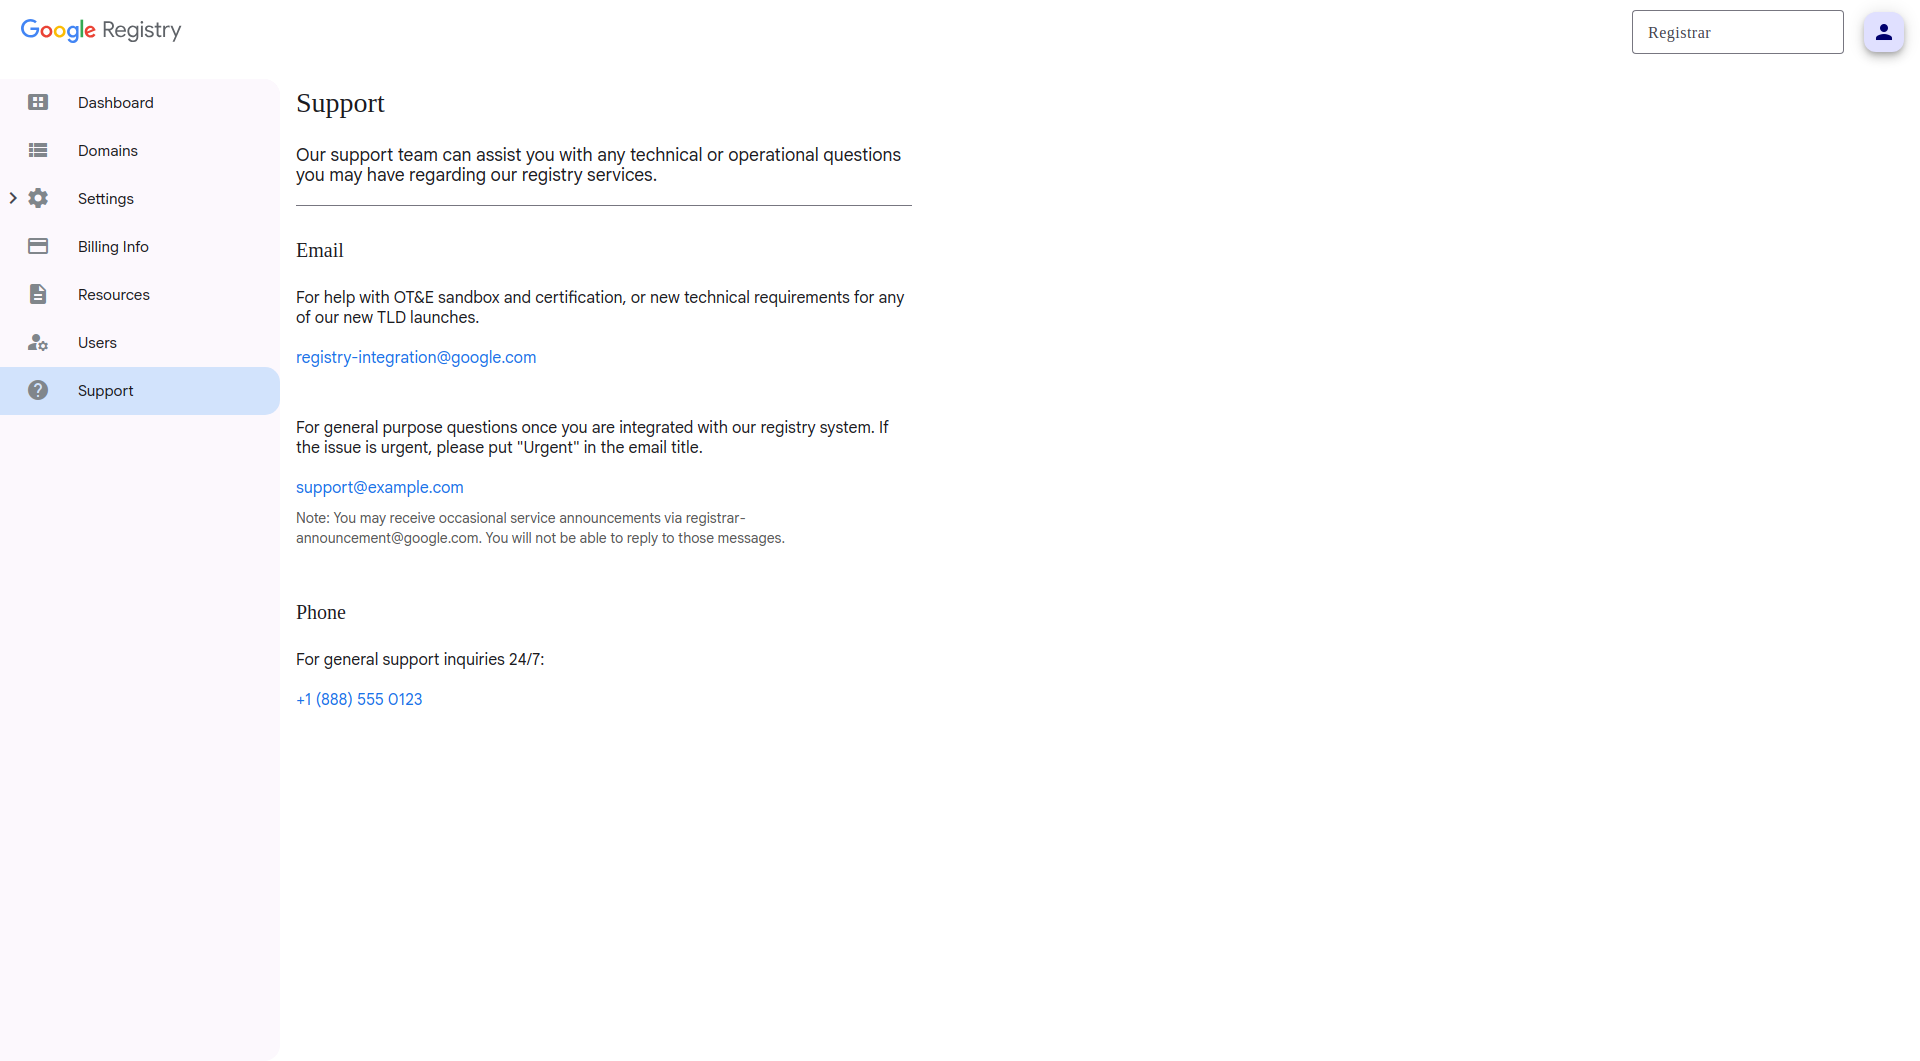 Google Registry
Registrar
Dashboard
Domains
Settings
Billing Info
Resources
Users
Support
Support
Our support team can assist you with any technical or operational questions
you may have regarding our registry services.
Email
For help with OT&E sandbox and certification, or new technical requirements for any
of our new TLD launches.
registry-integration@google.com
For general purpose questions once you are integrated with our registry system. If
the issue is urgent, please put "Urgent" in the email title.
support@example.com
Note: You may receive occasional service announcements via registrar-
announcement@google.com. You will not be able to reply to those messages.
Phone
For general support inquiries 24/7:
+1 (888) 555 0123